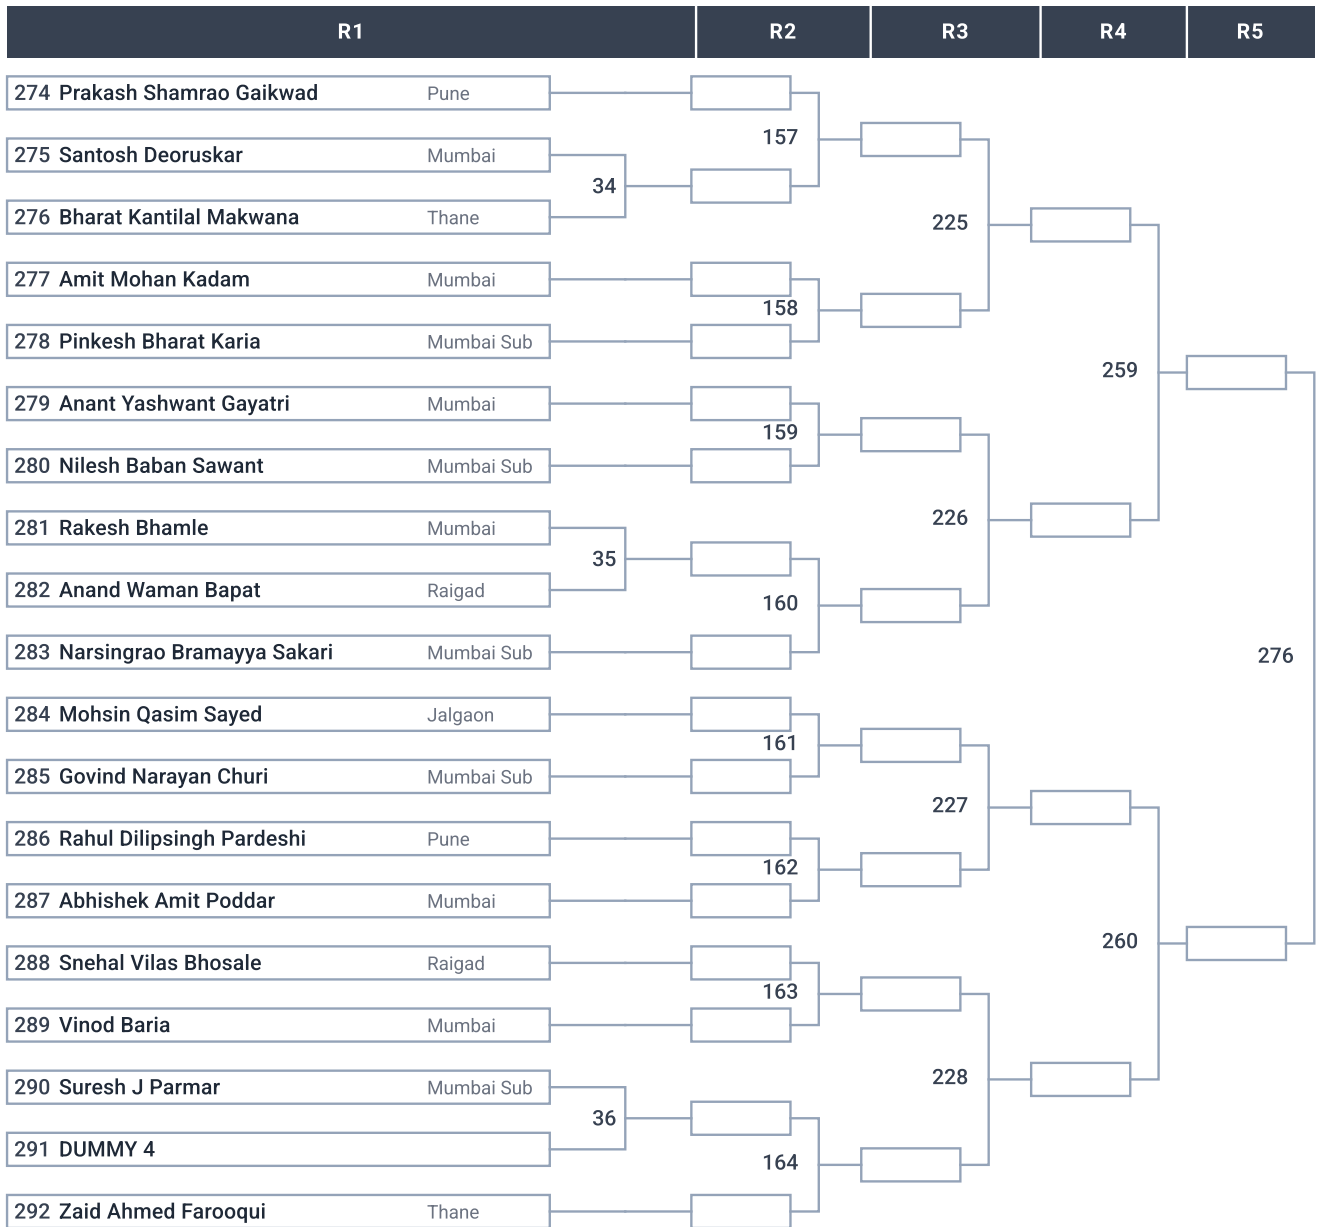 R1 R2 R3 R4 R5
274 Prakash Shamrao Gaikwad Pune
157
275 Santosh Deoruskar Mumbai
34
276 Bharat Kantilal Makwana Thane
225
277 Amit Mohan Kadam Mumbai
158
278 Pinkesh Bharat Karia Mumbai Sub
259
279 Anant Yashwant Gayatri Mumbai
159
280 Nilesh Baban Sawant Mumbai Sub
226
281 Rakesh Bhamle Mumbai
35
282 Anand Waman Bapat Raigad
160
283 Narsingrao Bramayya Sakari Mumbai Sub
276
284 Mohsin Qasim Sayed Jalgaon
161
285 Govind Narayan Churi Mumbai Sub
227
286 Rahul Dilipsingh Pardeshi Pune
162
287 Abhishek Amit Poddar Mumbai
260
288 Snehal Vilas Bhosale Raigad
163
289 Vinod Baria Mumbai
228
290 Suresh J Parmar Mumbai Sub
36
291 DUMMY 4
164
292 Zaid Ahmed Farooqui Thane